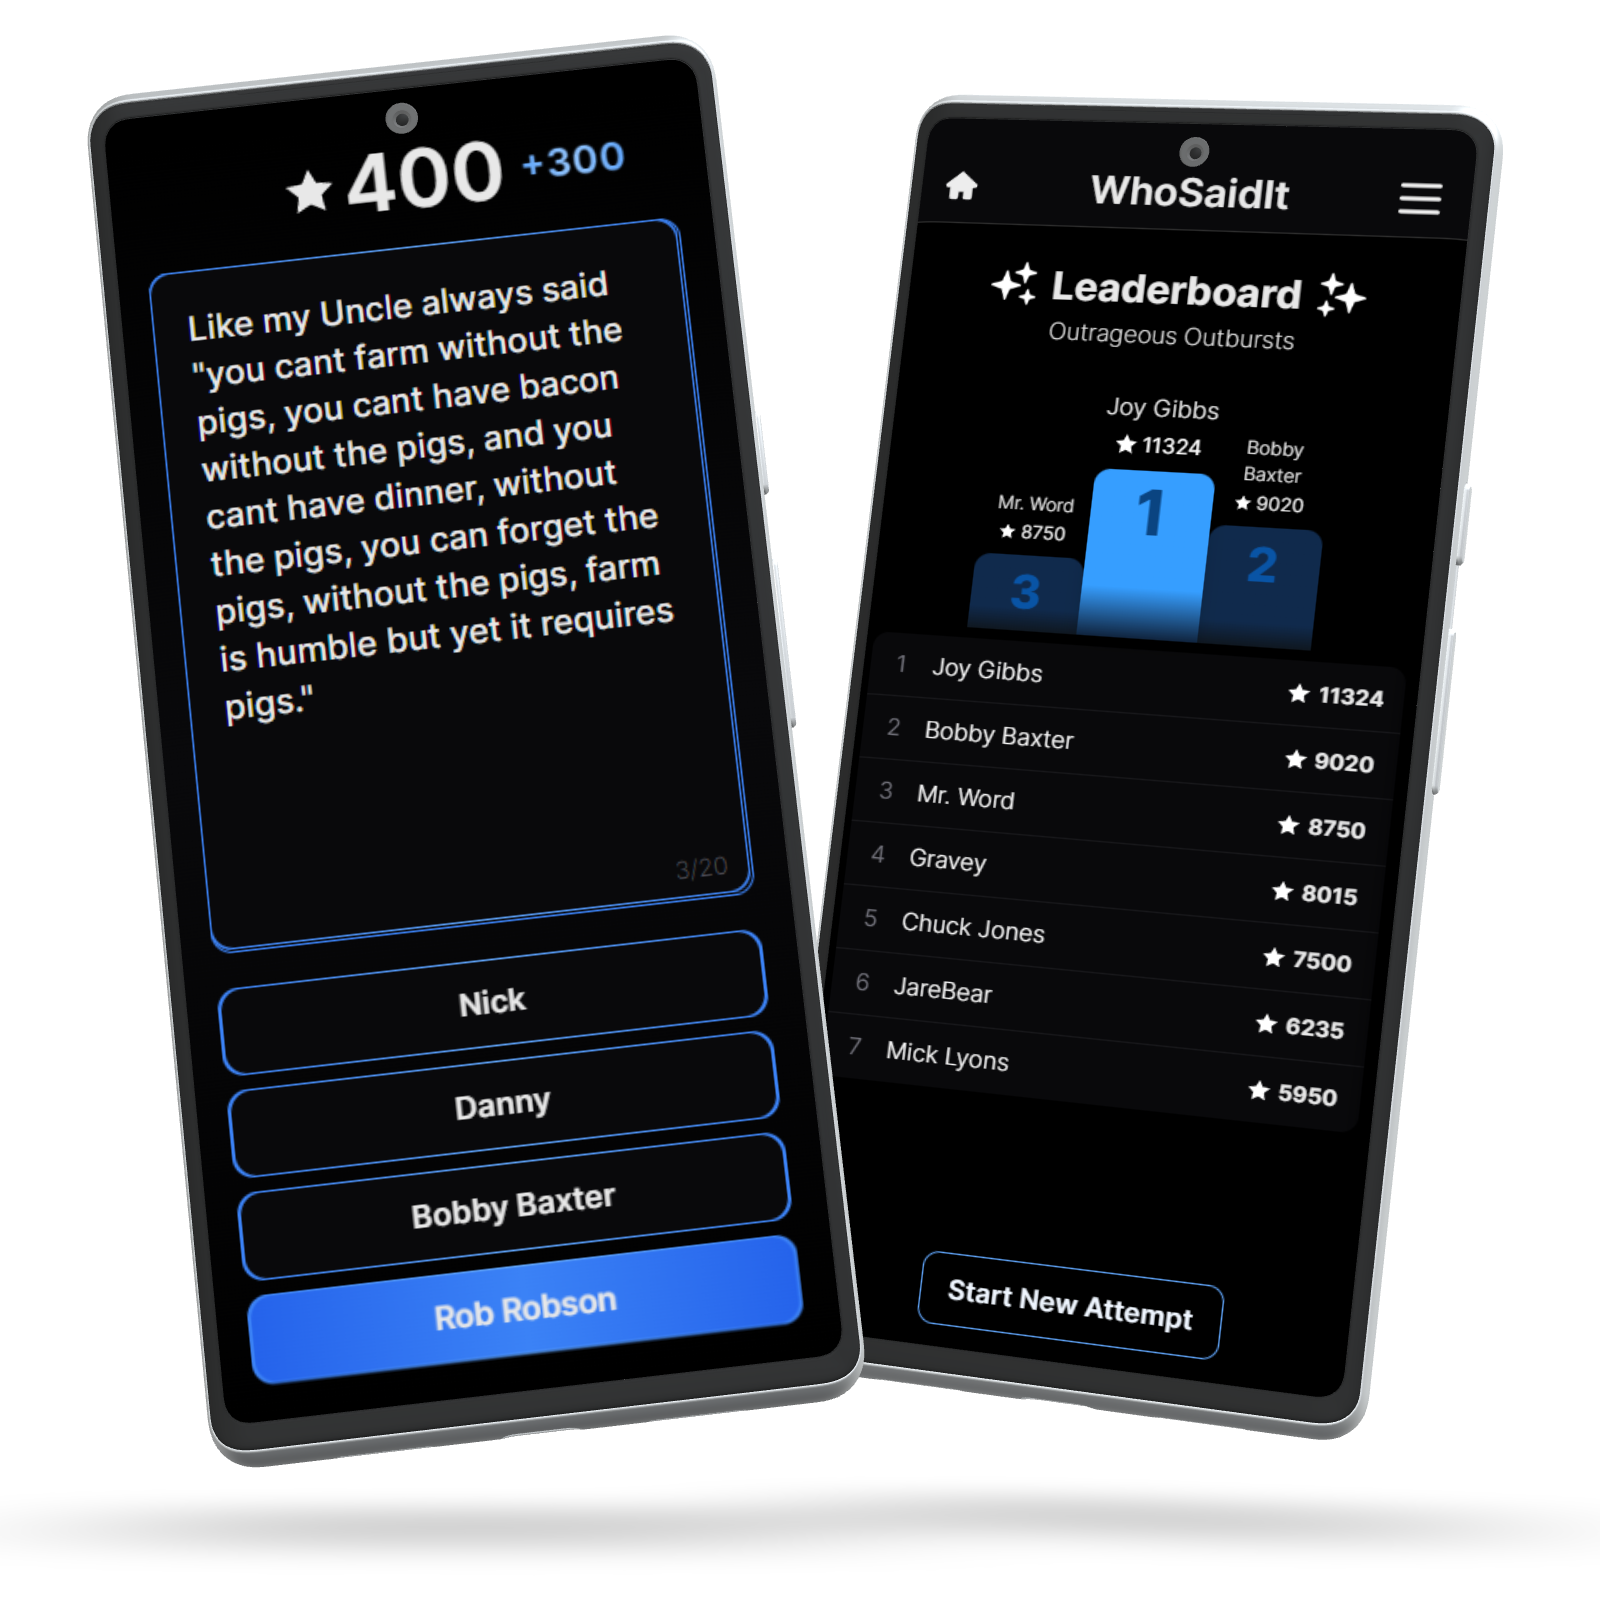 400 +300
Like my Uncle always said
"you cant farm without the
pigs, you cant have bacon
without the pigs, and you
cant have dinner, without
the pigs, you can forget the
pigs, without the pigs, farm
is humble but yet it requires
pigs."
3/20
Nick
Danny
Bobby Baxter
Rob Robson
WhoSaidIt
Leaderboard
Outrageous Outbursts
Joy Gibbs
11324
Bobby
Baxter
9020
Mr. Word
8750
1
2
3
1 Joy Gibbs 11324
2 Bobby Baxter 9020
3 Mr. Word 8750
4 Gravey 8015
5 Chuck Jones 7500
6 JareBear 6235
7 Mick Lyons 5950
Start New Attempt